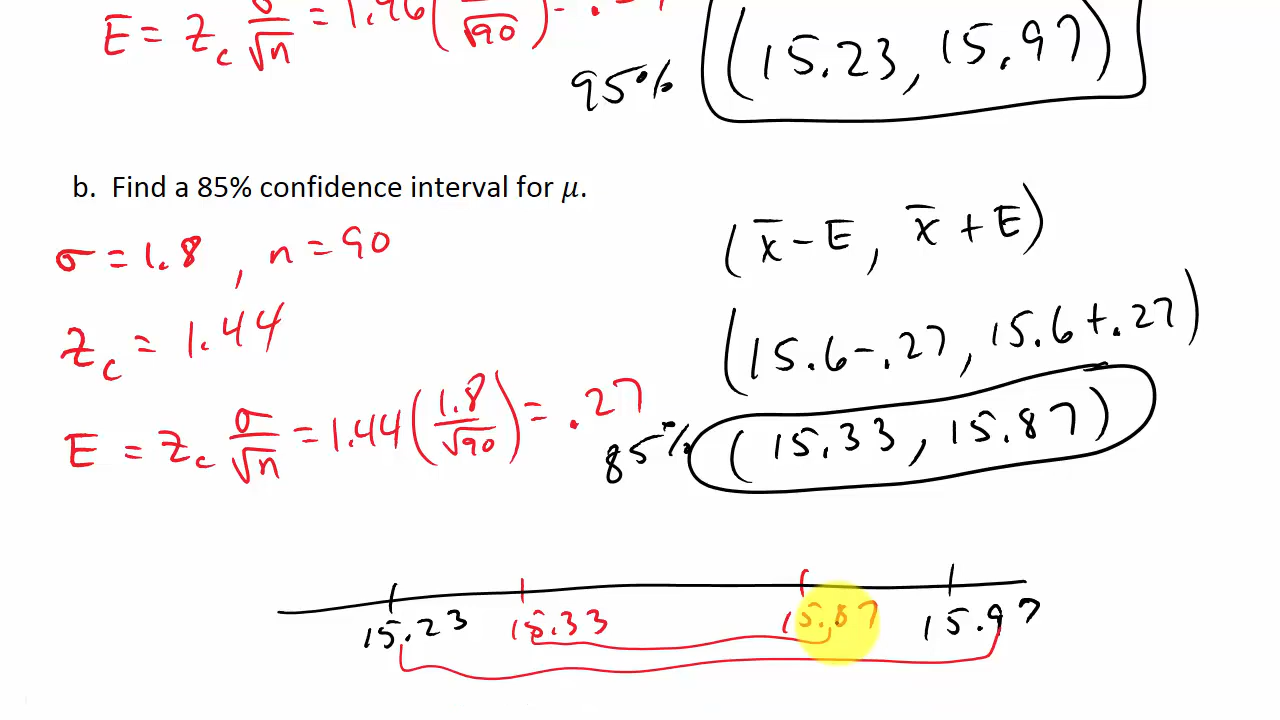 E = z_c σ/√n = 1.96 ( /√90) = .
95% (15.23, 15.97)
b. Find a 85% confidence interval for μ.
σ = 1.8, n = 90
(x̄ − E, x̄ + E)
z_c = 1.44
(15.6 − .27, 15.6 + .27)
E = z_c σ/√n = 1.44 (1.8/√90) = .27
85% (15.33, 15.87)
15.23 15.33 15.87 15.97